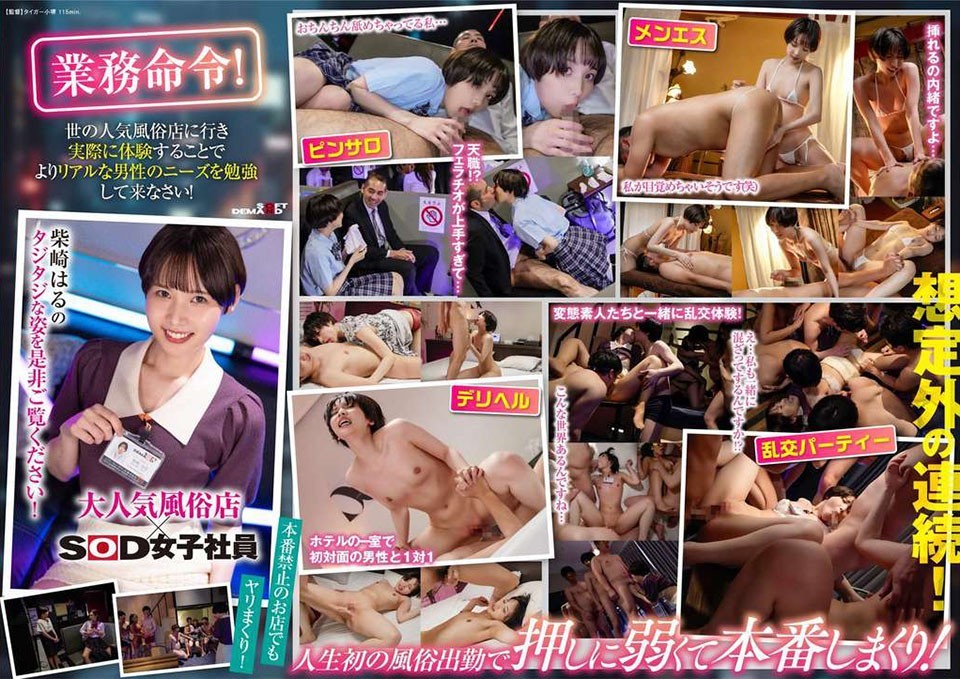 【監督】タイガー小堺 115min.
業務命令!
世の人気風俗店に行き
実際に体験することで
よりリアルな男性のニーズを勉強
して来なさい!
SOFT
DEMAND
柴崎はるの
タジタジな姿を是非ご覧ください!
大人気風俗店
×
SOD女子社員
本番禁止のお店でも
ヤリまくり!
おちんちん舐めちゃってる私…
ピンサロ
天職!?
フェラチオが上手すぎて…
メンエス
挿れるの内緒ですよ…
私が目覚めちゃいそうです(笑)
デリヘル
ホテルの一室で、
初対面の男性と1対1
変態素人たちと一緒に乱交体験!
え…私も一緒に
混ざってするんですか!?
こんな世界あるんですね…
乱交パーティー
想定外の連続!
人生初の風俗出勤で押しに弱くて本番しまくり!